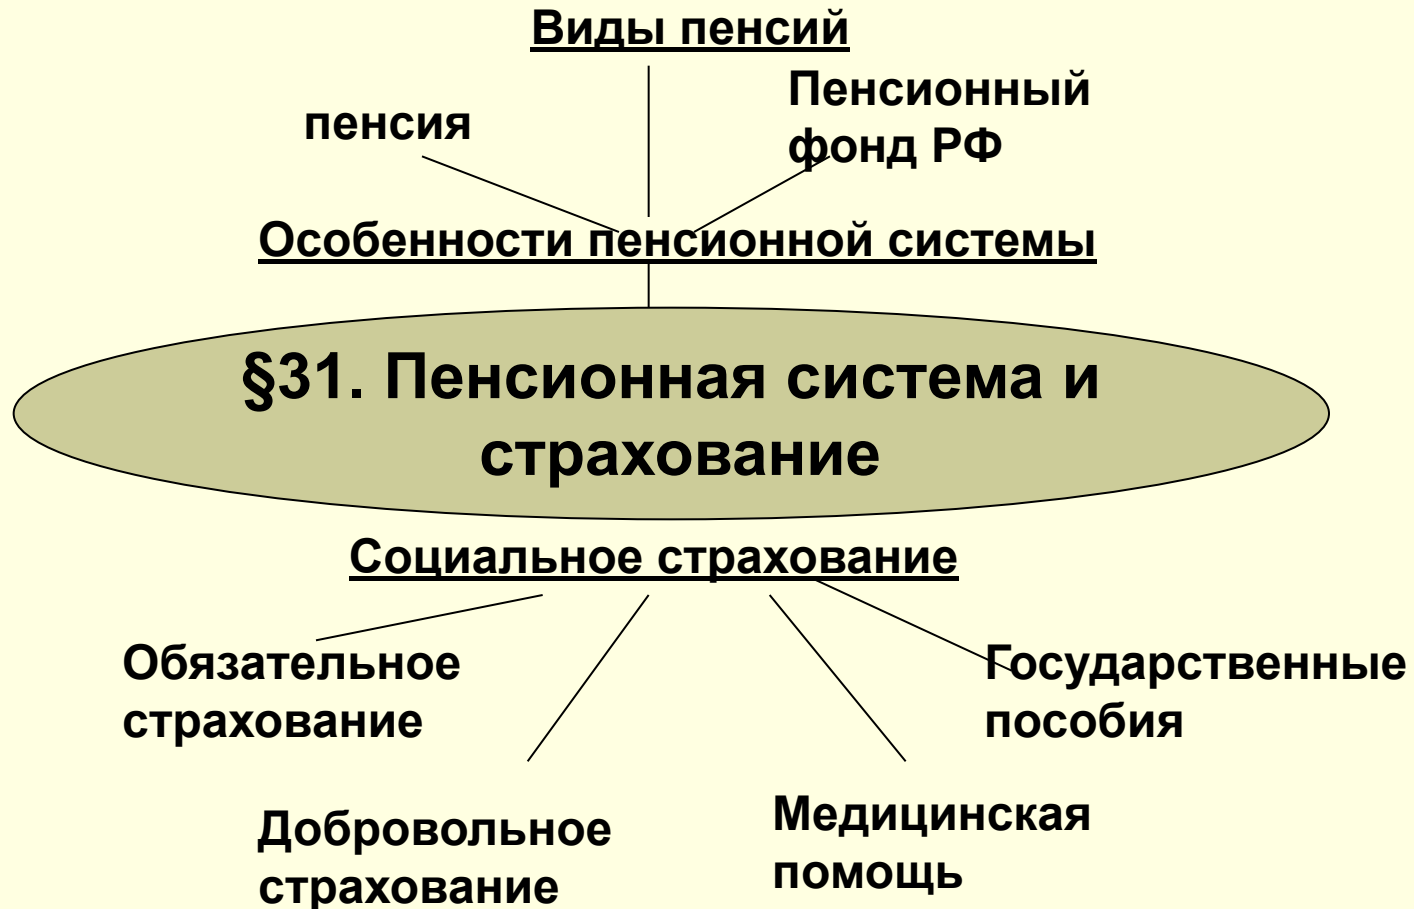 Виды пенсий
пенсия
Пенсионный
фонд РФ
Особенности пенсионной системы
§31. Пенсионная система и
страхование
Социальное страхование
Обязательное
страхование
Государственные
пособия
Добровольное
страхование
Медицинская
помощь